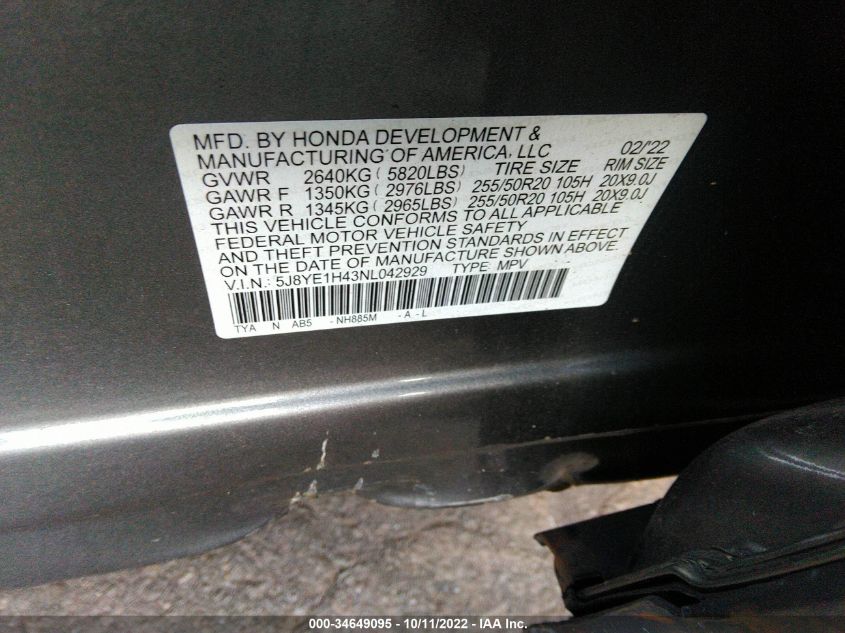 MFD. BY HONDA DEVELOPMENT &
MANUFACTURING OF AMERICA, LLC 02/'22
GVWR 2640KG ( 5820LBS) TIRE SIZE RIM SIZE
GAWR F 1350KG ( 2976LBS) 255/50R20 105H 20X9.0J
GAWR R 1345KG ( 2965LBS) 255/50R20 105H 20X9.0J
THIS VEHICLE CONFORMS TO ALL APPLICABLE
FEDERAL MOTOR VEHICLE SAFETY
AND THEFT PREVENTION STANDARDS IN EFFECT
ON THE DATE OF MANUFACTURE SHOWN ABOVE.
V.I.N.: 5J8YE1H43NL042929 TYPE: MPV
TYA N AB5 - NH885M - A - L
000-34649095 - 10/11/2022 - IAA Inc.